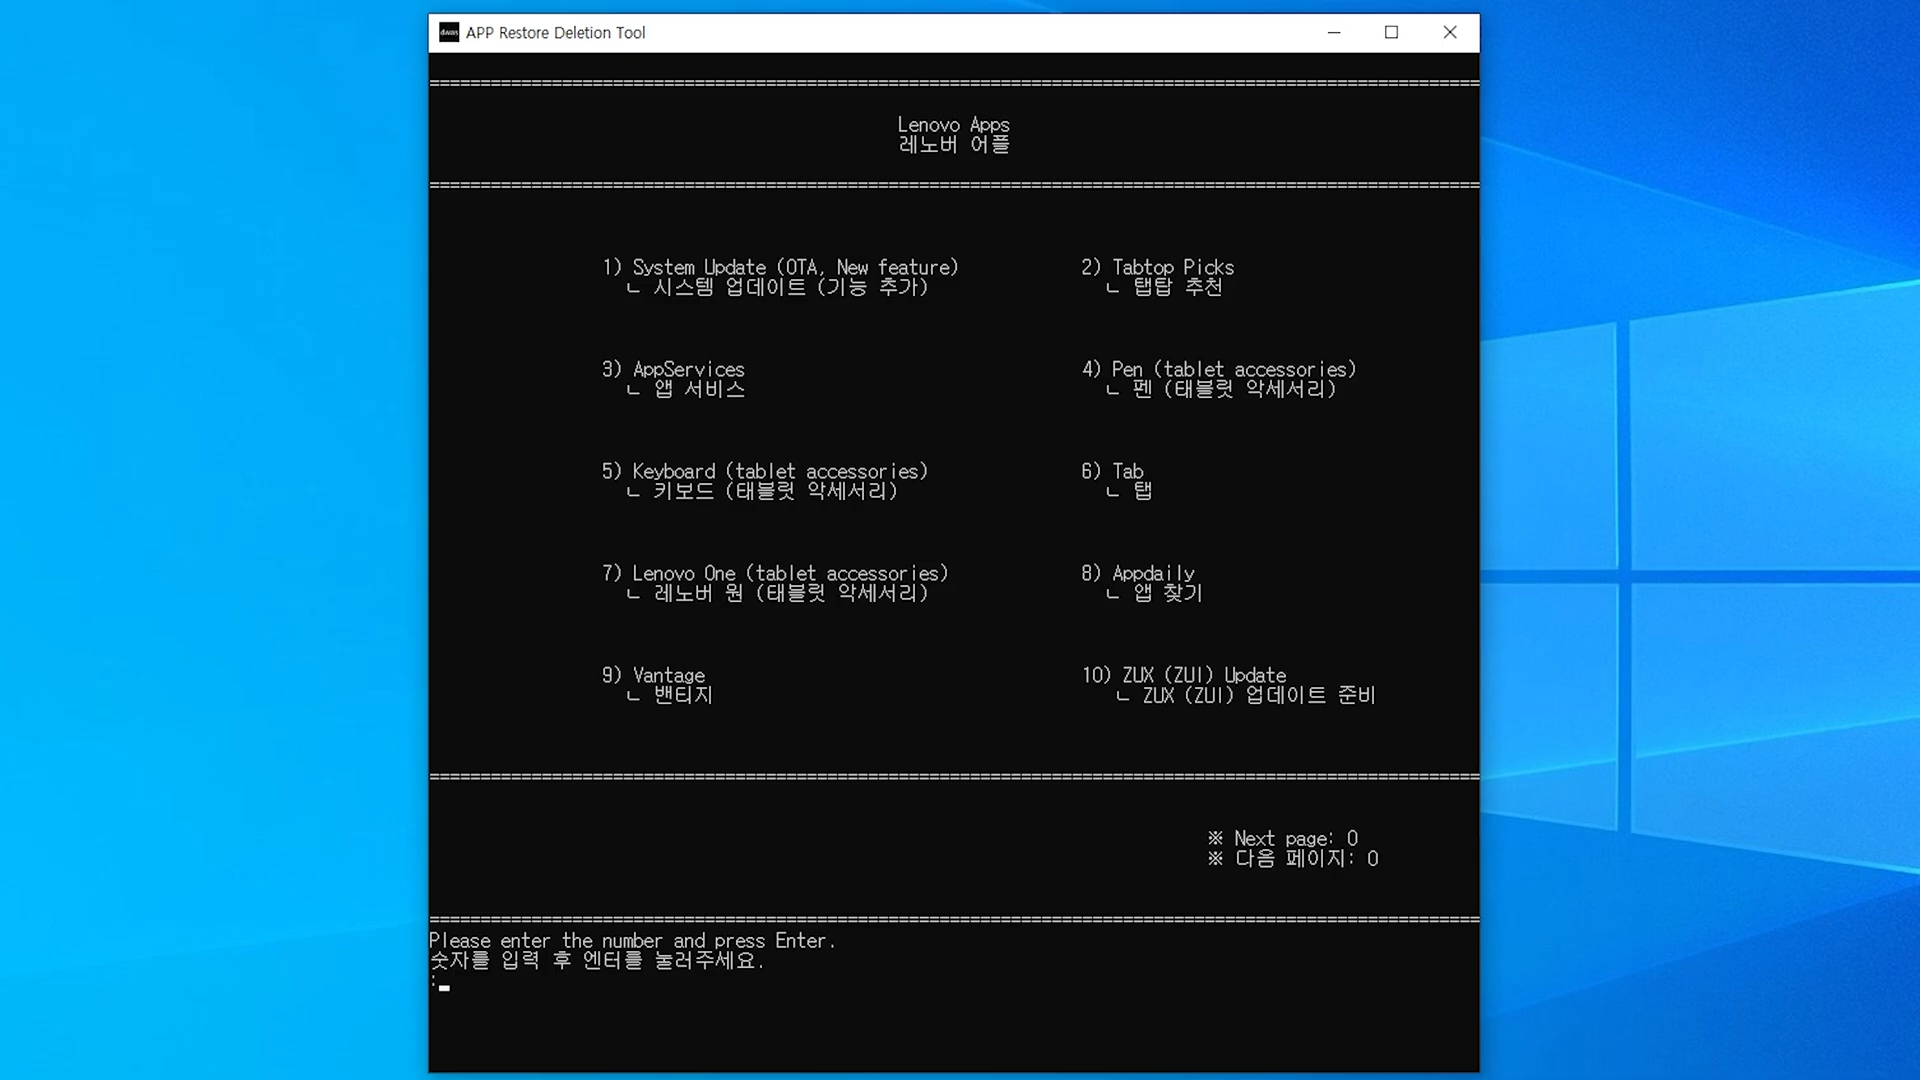 dwas APP Restore Deletion Tool
Lenovo Apps
레노버 어플
1) System Update (OTA, New feature)
ㄴ 시스템 업데이트 (기능 추가)
2) Tabtop Picks
ㄴ 탭탑 추천
3) AppServices
ㄴ 앱 서비스
4) Pen (tablet accessories)
ㄴ 펜 (태블릿 악세서리)
5) Keyboard (tablet accessories)
ㄴ 키보드 (태블릿 악세서리)
6) Tab
ㄴ 탭
7) Lenovo One (tablet accessories)
ㄴ 레노버 원 (태블릿 악세서리)
8) Appdaily
ㄴ 앱 찾기
9) Vantage
ㄴ 밴티지
10) ZUX (ZUI) Update
ㄴ ZUX (ZUI) 업데이트 준비
※ Next page: 0
※ 다음 페이지: 0
Please enter the number and press Enter.
숫자를 입력 후 엔터를 눌러주세요.
: